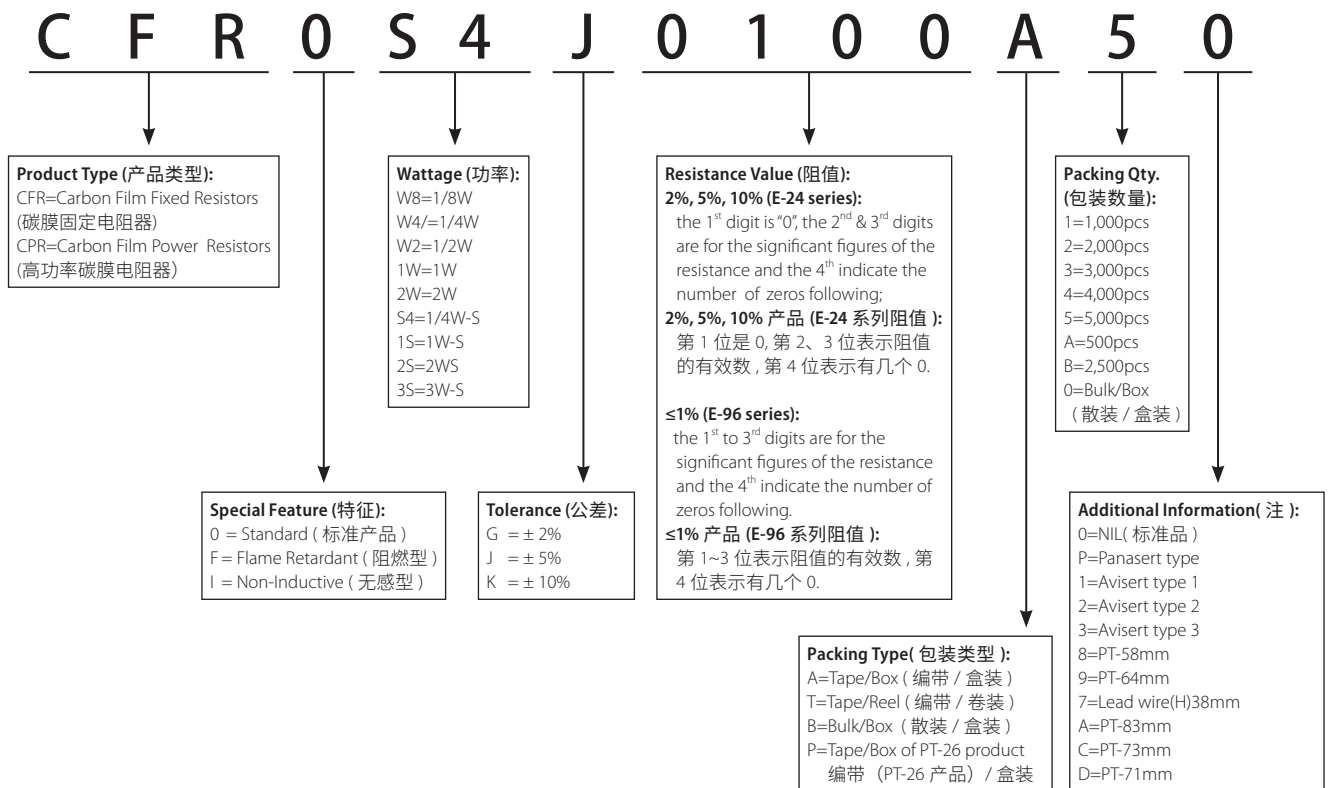 C F R 0 S 4 J 0 1 0 0 A 5 0
Product Type (产品类型):
CFR=Carbon Film Fixed Resistors
(碳膜固定电阻器)
CPR=Carbon Film Power Resistors
(高功率碳膜电阻器）
Wattage (功率):
W8=1/8W
W4/=1/4W
W2=1/2W
1W=1W
2W=2W
S4=1/4W-S
1S=1W-S
2S=2WS
3S=3W-S
Resistance Value (阻值):
2%, 5%, 10% (E-24 series):
the 1st digit is “0”, the 2nd & 3rd digits
are for the significant figures of the
resistance and the 4th indicate the
number of zeros following;
2%, 5%, 10% 产品 (E-24 系列阻值 ):
第 1 位是 0, 第 2、3 位表示阻值
的有效数 , 第 4 位表示有几个 0.
≤1% (E-96 series):
the 1st to 3rd digits are for the
significant figures of the resistance
and the 4th indicate the number of
zeros following.
≤1% 产品 (E-96 系列阻值 ):
第 1~3 位表示阻值的有效数 , 第
4 位表示有几个 0.
Packing Qty.
(包装数量):
1=1,000pcs
2=2,000pcs
3=3,000pcs
4=4,000pcs
5=5,000pcs
A=500pcs
B=2,500pcs
0=Bulk/Box
（ 散装 / 盒装 ）
Special Feature (特征):
0 = Standard ( 标准产品 )
F = Flame Retardant ( 阻燃型 )
I = Non-Inductive ( 无感型 )
Tolerance (公差):
G = ± 2%
J = ± 5%
K = ± 10%
Packing Type( 包装类型 ):
A=Tape/Box ( 编带 / 盒装 )
T=Tape/Reel ( 编带 / 卷装 )
B=Bulk/Box ( 散装 / 盒装 )
P=Tape/Box of PT-26 product
编带（PT-26 产品）/ 盒装
Additional Information( 注 ):
0=NIL( 标准品 )
P=Panasert type
1=Avisert type 1
2=Avisert type 2
3=Avisert type 3
8=PT-58mm
9=PT-64mm
7=Lead wire(H)38mm
A=PT-83mm
C=PT-73mm
D=PT-71mm